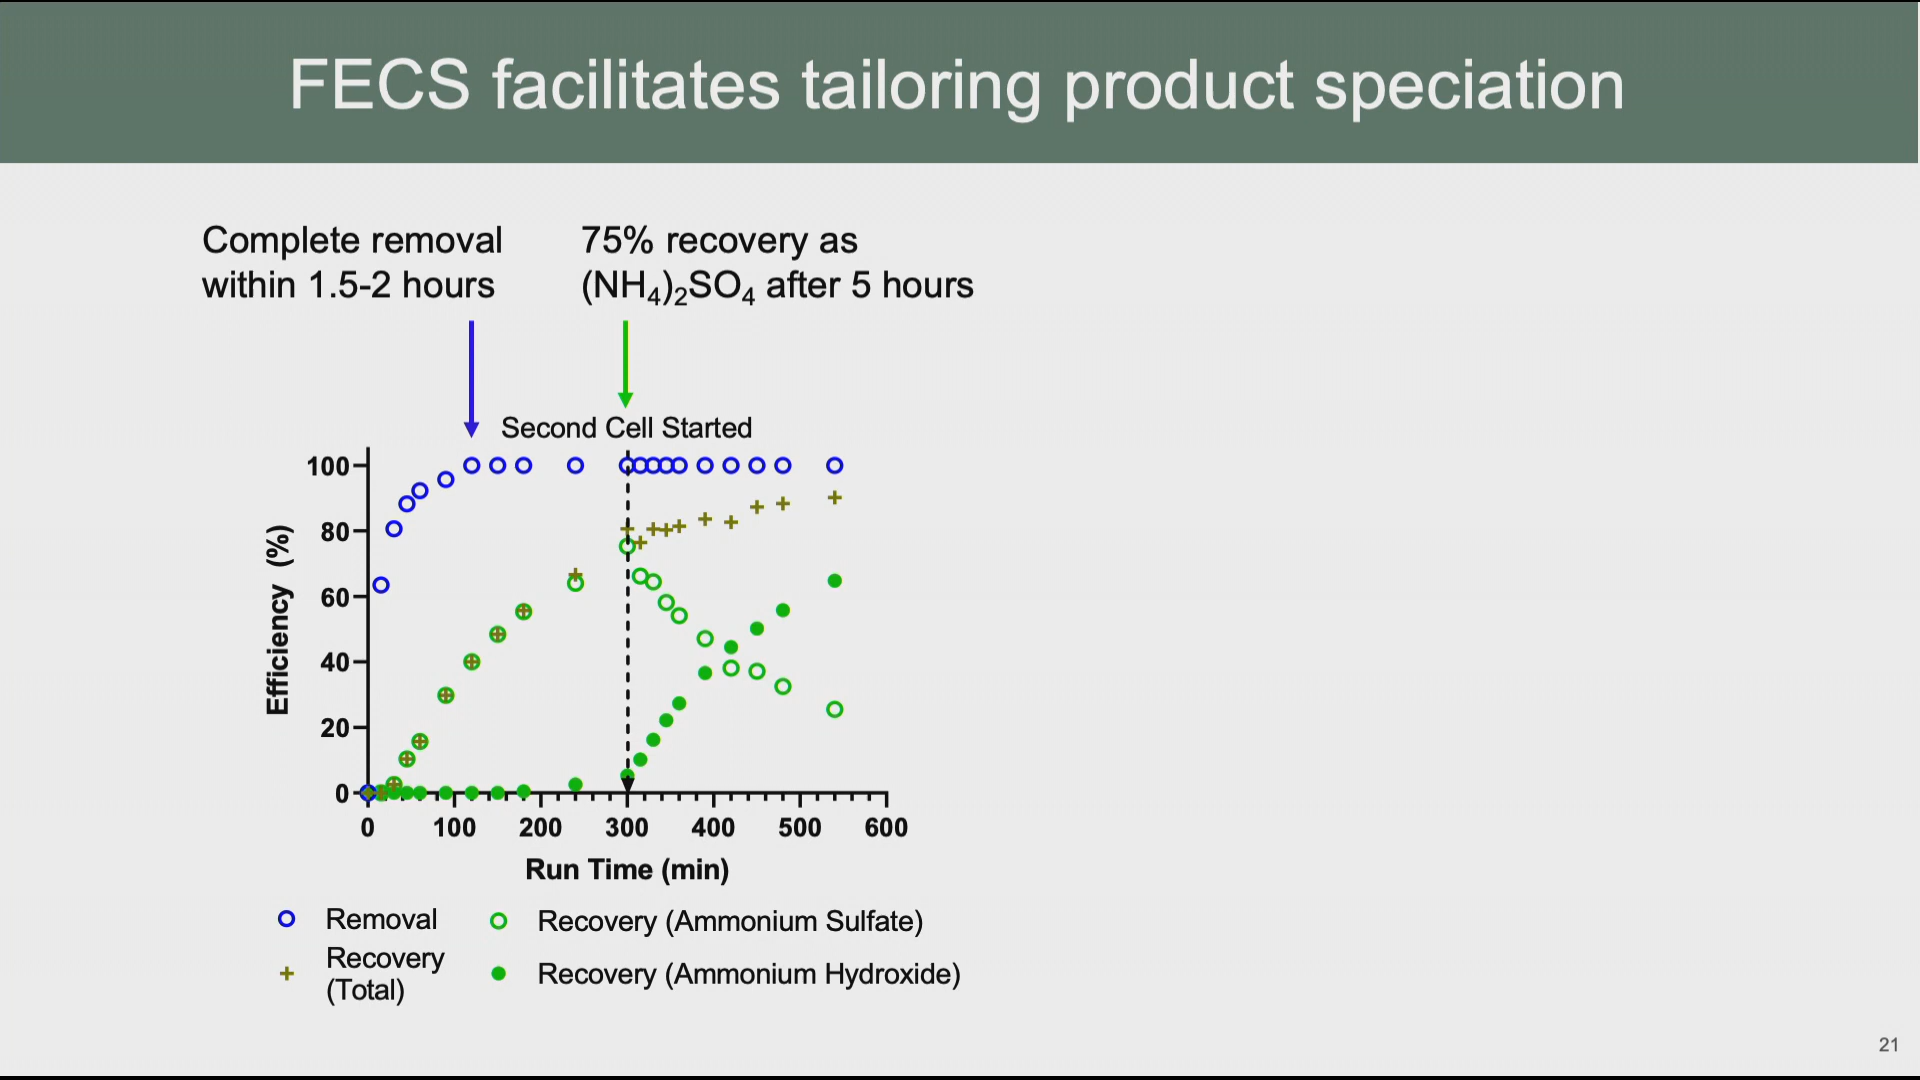 FECS facilitates tailoring product speciation
Complete removal
within 1.5-2 hours
75% recovery as
(NH₄)₂SO₄ after 5 hours
Second Cell Started
Efficiency (%)
100
80
60
40
20
0
0 100 200 300 400 500 600
Run Time (min)
Removal
Recovery (Ammonium Sulfate)
Recovery
(Total)
Recovery (Ammonium Hydroxide)
21